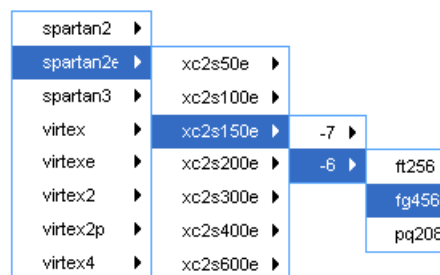 spartan2
spartan2e
spartan3
virtex
virtexe
virtex2
virtex2p
virtex4
xc2s50e
xc2s100e
xc2s150e
xc2s200e
xc2s300e
xc2s400e
xc2s600e
-7
-6
ft256
fg456
pq208